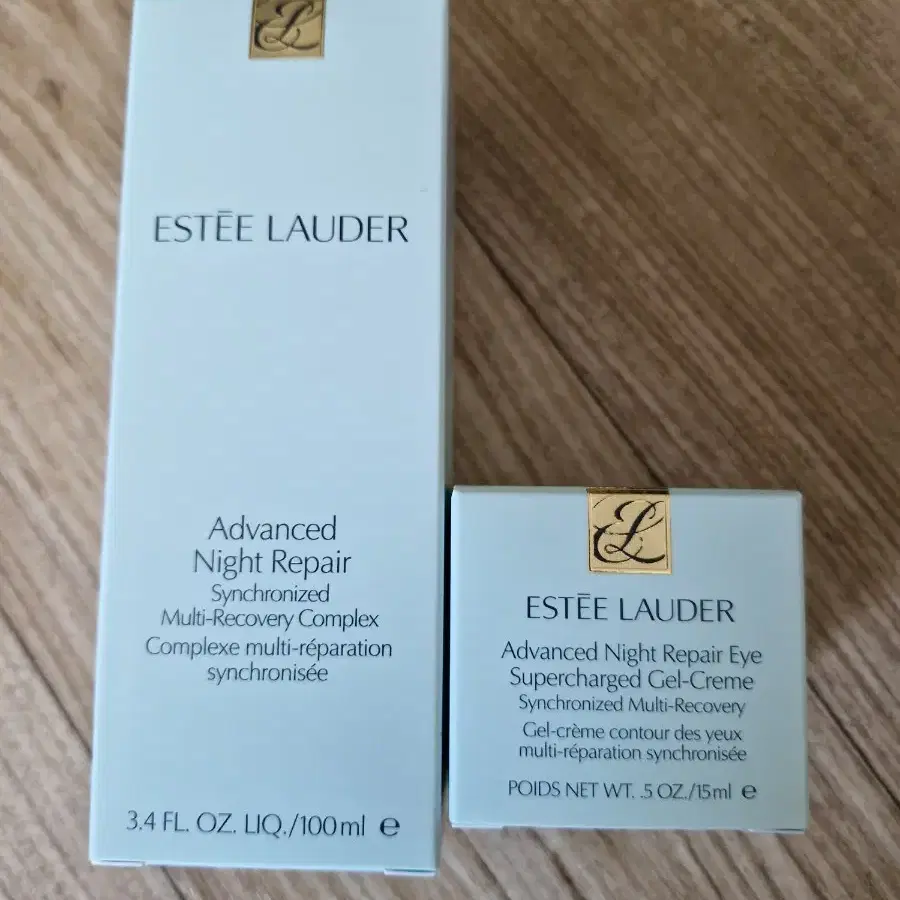 ESTĒE LAUDER
Advanced
Night Repair
Synchronized
Multi-Recovery Complex
Complexe multi-réparation
synchronisée
3.4 FL. OZ. LIQ./100ml ℮
ESTĒE LAUDER
Advanced Night Repair Eye
Supercharged Gel-Creme
Synchronized Multi-Recovery
Gel-crème contour des yeux
multi-réparation synchronisée
POIDS NET WT. .5 OZ./15ml ℮